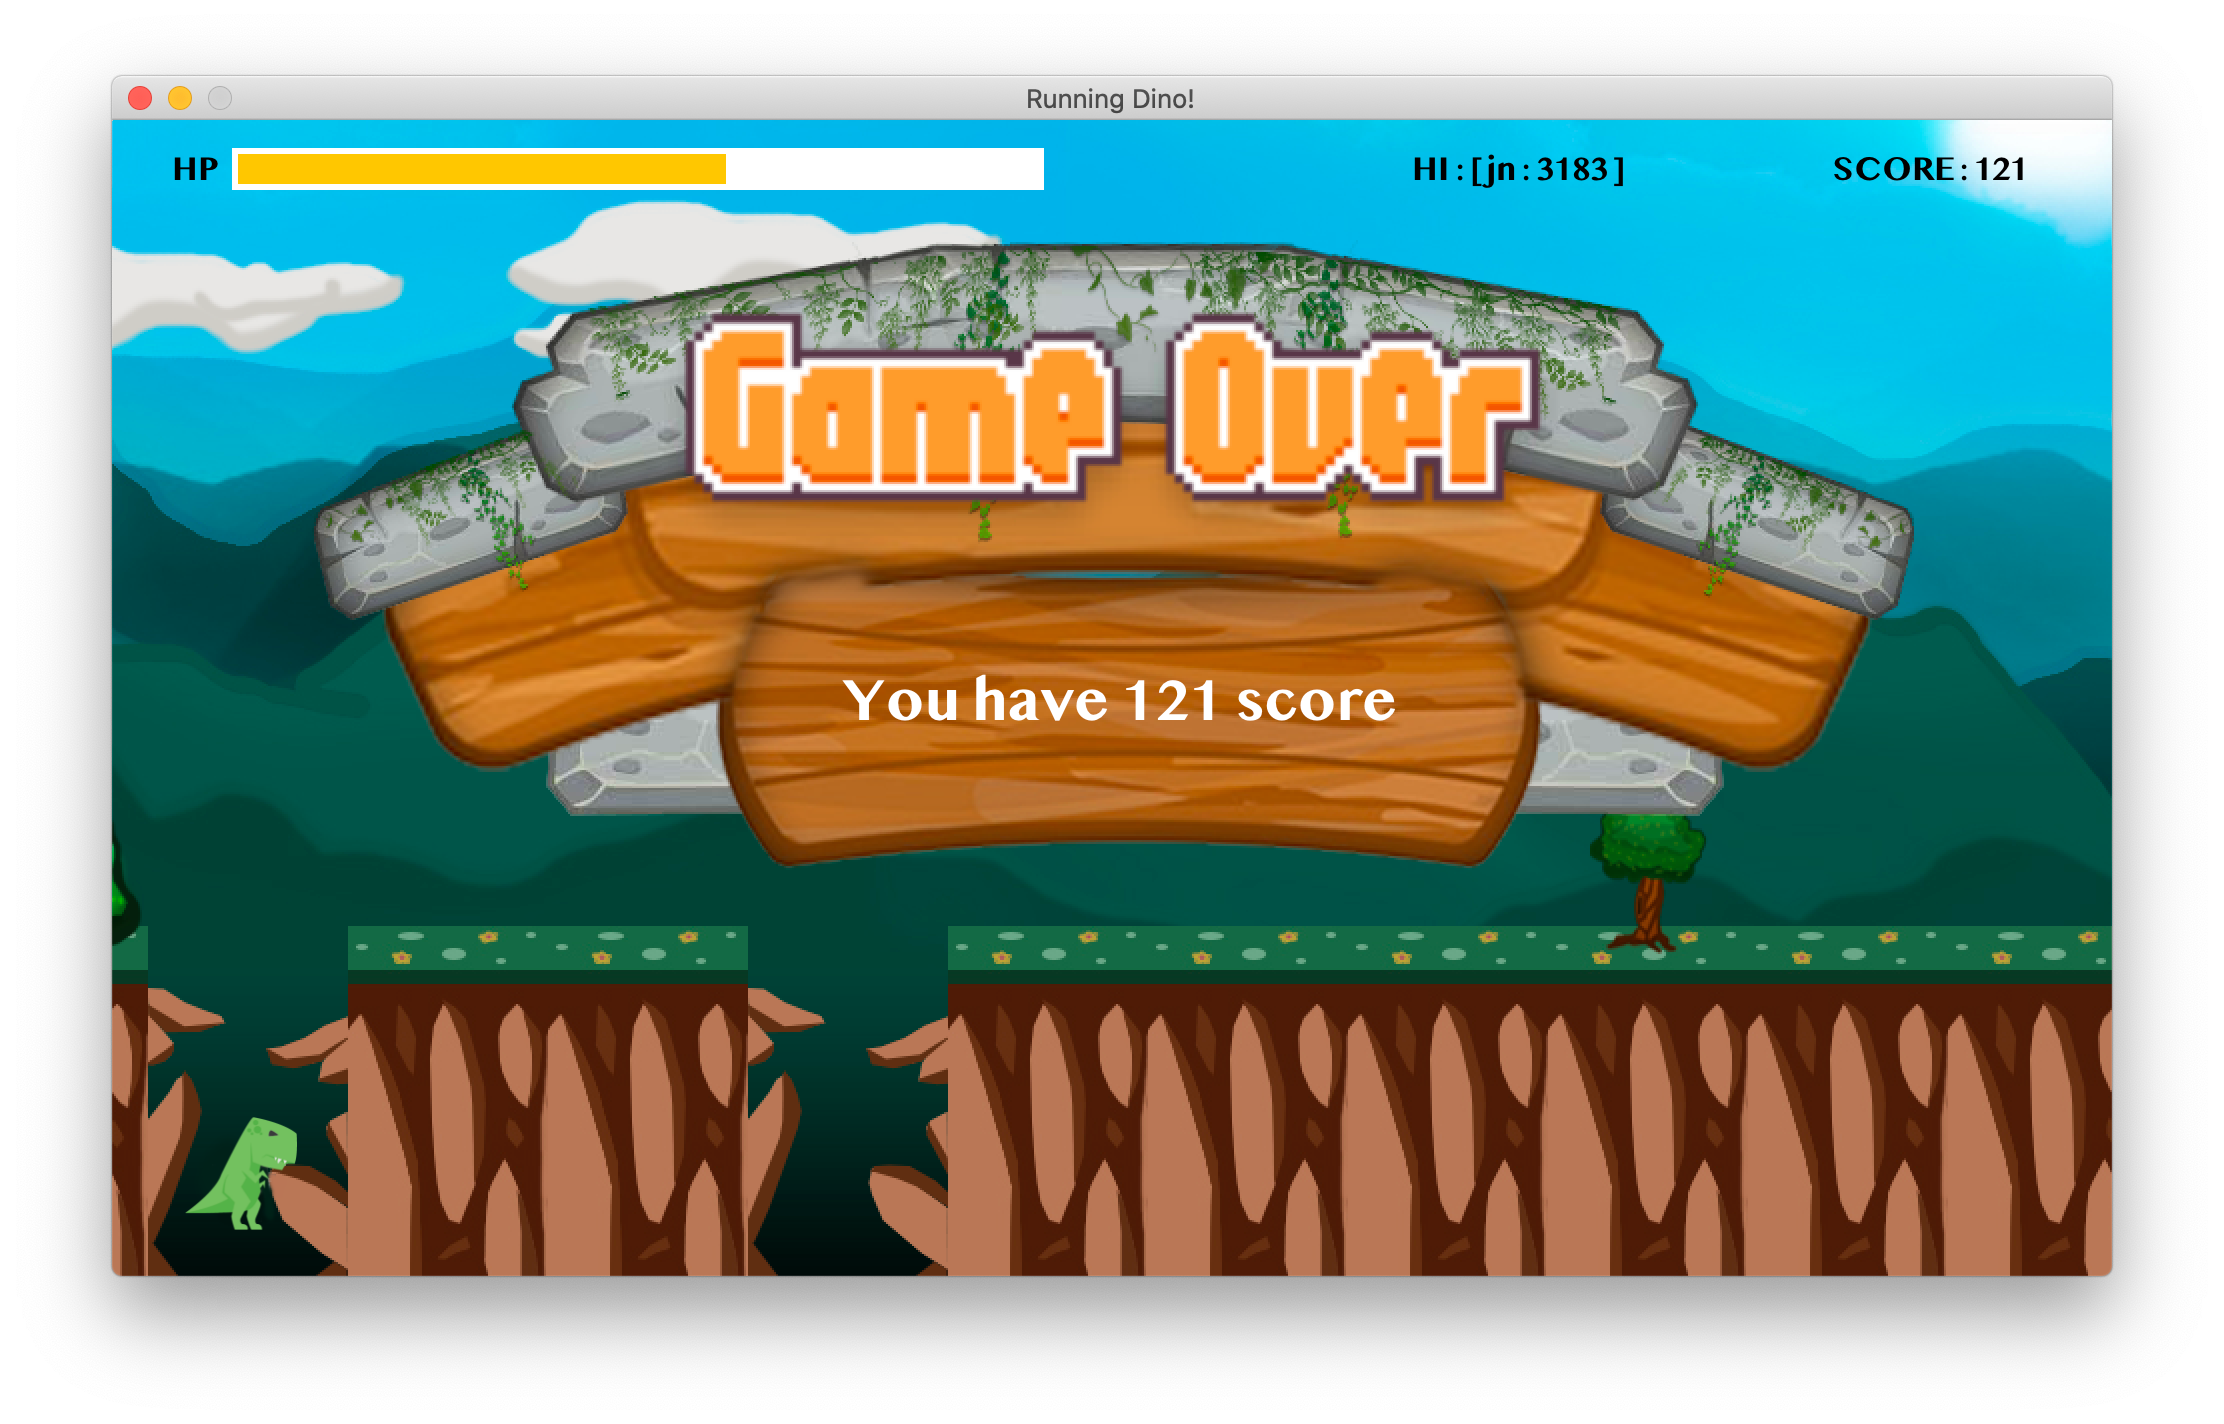 Running Dino!
HP
HI:[jn:3183]
SCORE:121
Game Over
You have 121 score